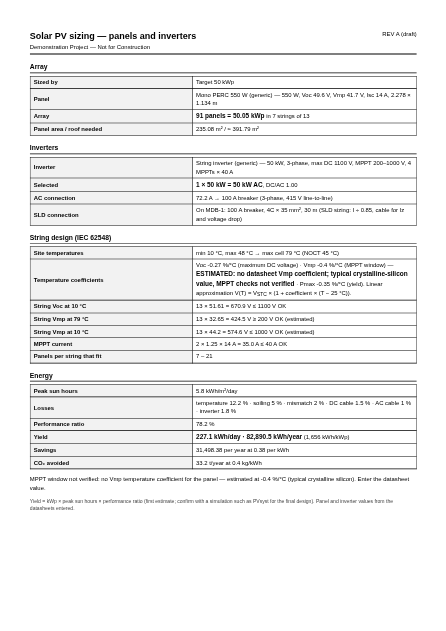 Solar PV sizing — panels and inverters
REV A (draft)
Demonstration Project — Not for Construction
Array
Sized by
Target 50 kWp
Panel
Mono PERC 550 W (generic) — 550 W, Voc 49.6 V, Vmp 41.7 V, Isc 14 A, 2.278 ×
1.134 m
Array
91 panels = 50.05 kWp in 7 strings of 13
Panel area / roof needed
235.08 m² / ≈ 391.79 m²
Inverters
Inverter
String inverter (generic) — 50 kW, 3-phase, max DC 1100 V, MPPT 200–1000 V, 4
MPPTs × 40 A
Selected
1 × 50 kW = 50 kW AC, DC/AC 1.00
AC connection
72.2 A → 100 A breaker (3-phase, 415 V line-to-line)
SLD connection
On MDB-1: 100 A breaker, 4C × 35 mm², 30 m (SLD sizing: I ÷ 0.85, cable for Iz
and voltage drop)
String design (IEC 62548)
Site temperatures
min 10 °C, max 48 °C → max cell 79 °C (NOCT 45 °C)
Temperature coefficients
Voc -0.27 %/°C (maximum DC voltage) · Vmp -0.4 %/°C (MPPT window) —
ESTIMATED: no datasheet Vmp coefficient; typical crystalline-silicon
value, MPPT checks not verified · Pmax -0.35 %/°C (yield). Linear
approximation V(T) = V_STC × (1 + coefficient × (T − 25 °C)).
String Voc at 10 °C
13 × 51.61 = 670.9 V ≤ 1100 V OK
String Vmp at 79 °C
13 × 32.65 = 424.5 V ≥ 200 V OK (estimated)
String Vmp at 10 °C
13 × 44.2 = 574.6 V ≤ 1000 V OK (estimated)
MPPT current
2 × 1.25 × 14 A = 35.0 A ≤ 40 A OK
Panels per string that fit
7 – 21
Energy
Peak sun hours
5.8 kWh/m²/day
Losses
temperature 12.2 % · soiling 5 % · mismatch 2 % · DC cable 1.5 % · AC cable 1 %
· inverter 1.8 %
Performance ratio
78.2 %
Yield
227.1 kWh/day · 82,890.5 kWh/year (1,656 kWh/kWp)
Savings
31,498.38 per year at 0.38 per kWh
CO₂ avoided
33.2 t/year at 0.4 kg/kWh
MPPT window not verified: no Vmp temperature coefficient for the panel — estimated at -0.4 %/°C (typical crystalline silicon). Enter the datasheet
value.
Yield = kWp × peak sun hours × performance ratio (first estimate; confirm with a simulation such as PVsyst for the final design). Panel and inverter values from the
datasheets entered.